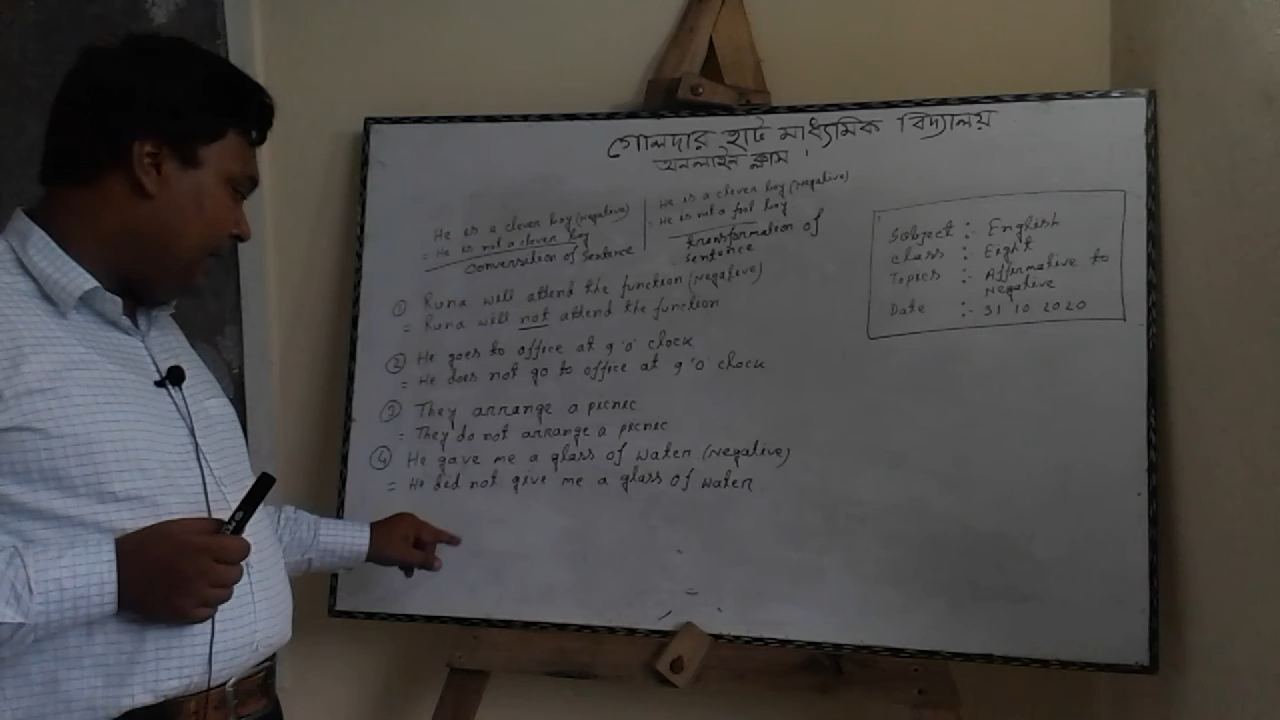 গোলদার হাট মাধ্যমিক বিদ্যালয়
অনলাইন ক্লাস
He is a clever boy (Negative)
= He is not a clever boy
Conversation of Sentence
He is a clever boy (Negative)
= He is not a fool boy
transformation of
Sentence
Subject :- English
Class : Eight
Topics :- Affirmative to
Negative
Date :- 31 10 2020
① Runa will attend the function (Negative)
= Runa will not attend the function
② He goes to office at 9 'o' clock
= He does not go to office at 9 'o' clock
③ They arrange a picnic
= They do not arrange a picnic
④ He gave me a glass of water (Negative)
= He did not give me a glass of water